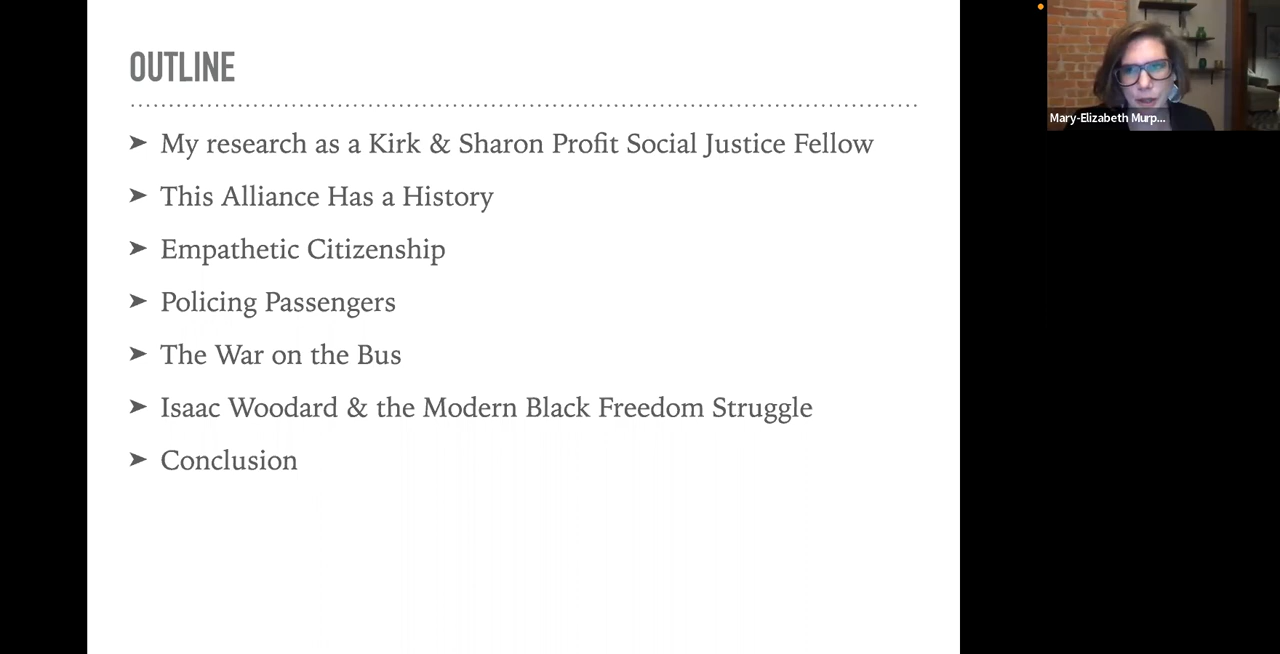 OUTLINE
➤ My research as a Kirk & Sharon Profit Social Justice Fellow
➤ This Alliance Has a History
➤ Empathetic Citizenship
➤ Policing Passengers
➤ The War on the Bus
➤ Isaac Woodard & the Modern Black Freedom Struggle
➤ Conclusion
Mary-Elizabeth Murp...